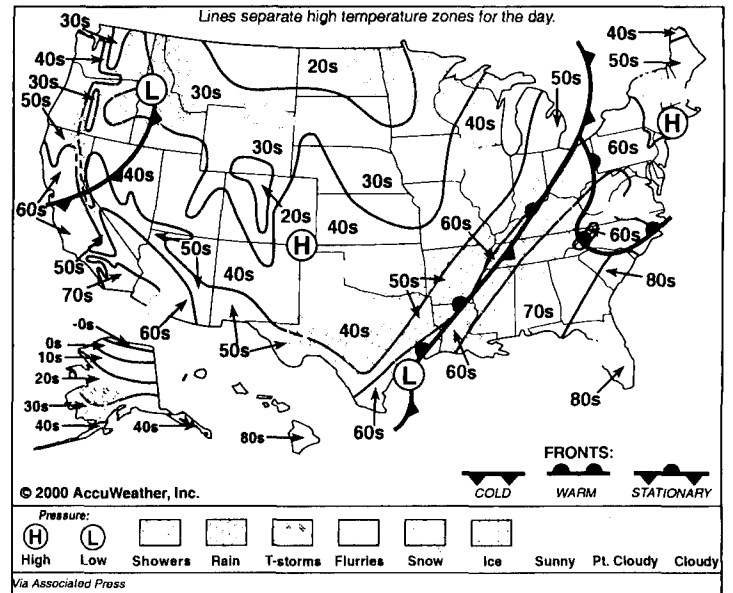 Lines separate high temperature zones for the day.
30s
40s
30s
50s
L
30s
20s
40s
50s
40s
50s
H
60s
30s
30s
40s
20s
40s
60s
60s
60s
50s
50s
H
40s
50s
80s
70s
60s
50s
40s
70s
-0s
0s
10s
20s
30s
40s
40s
80s
L
60s
60s
80s
FRONTS:
COLD WARM STATIONARY
© 2000 AccuWeather, Inc.
Pressure:
H L
High Low Showers Rain T-storms Flurries Snow Ice Sunny Pt. Cloudy Cloudy
Via Associated Press